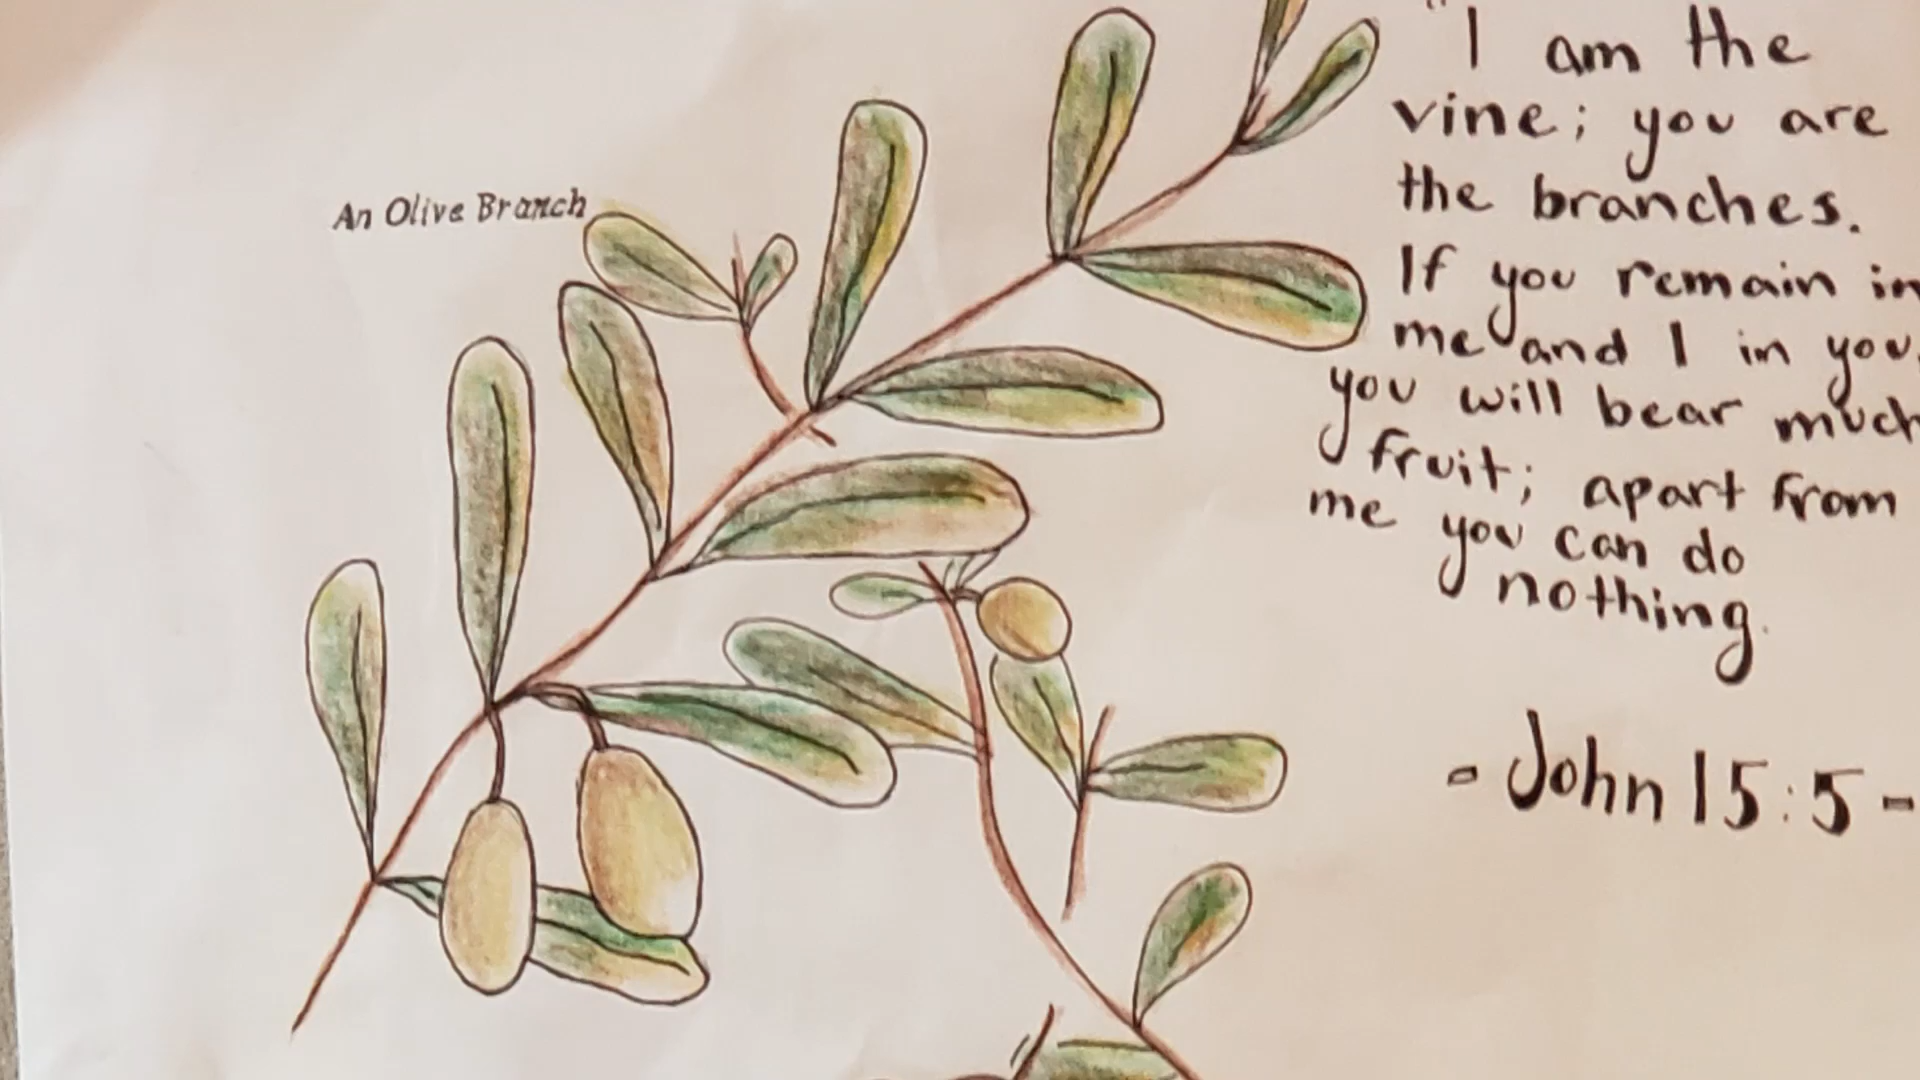 An Olive Branch
"I am the
vine; you are
the branches.
If you remain in
me and I in you,
you will bear much
fruit; apart from
me you can do
nothing.
- John 15:5 -